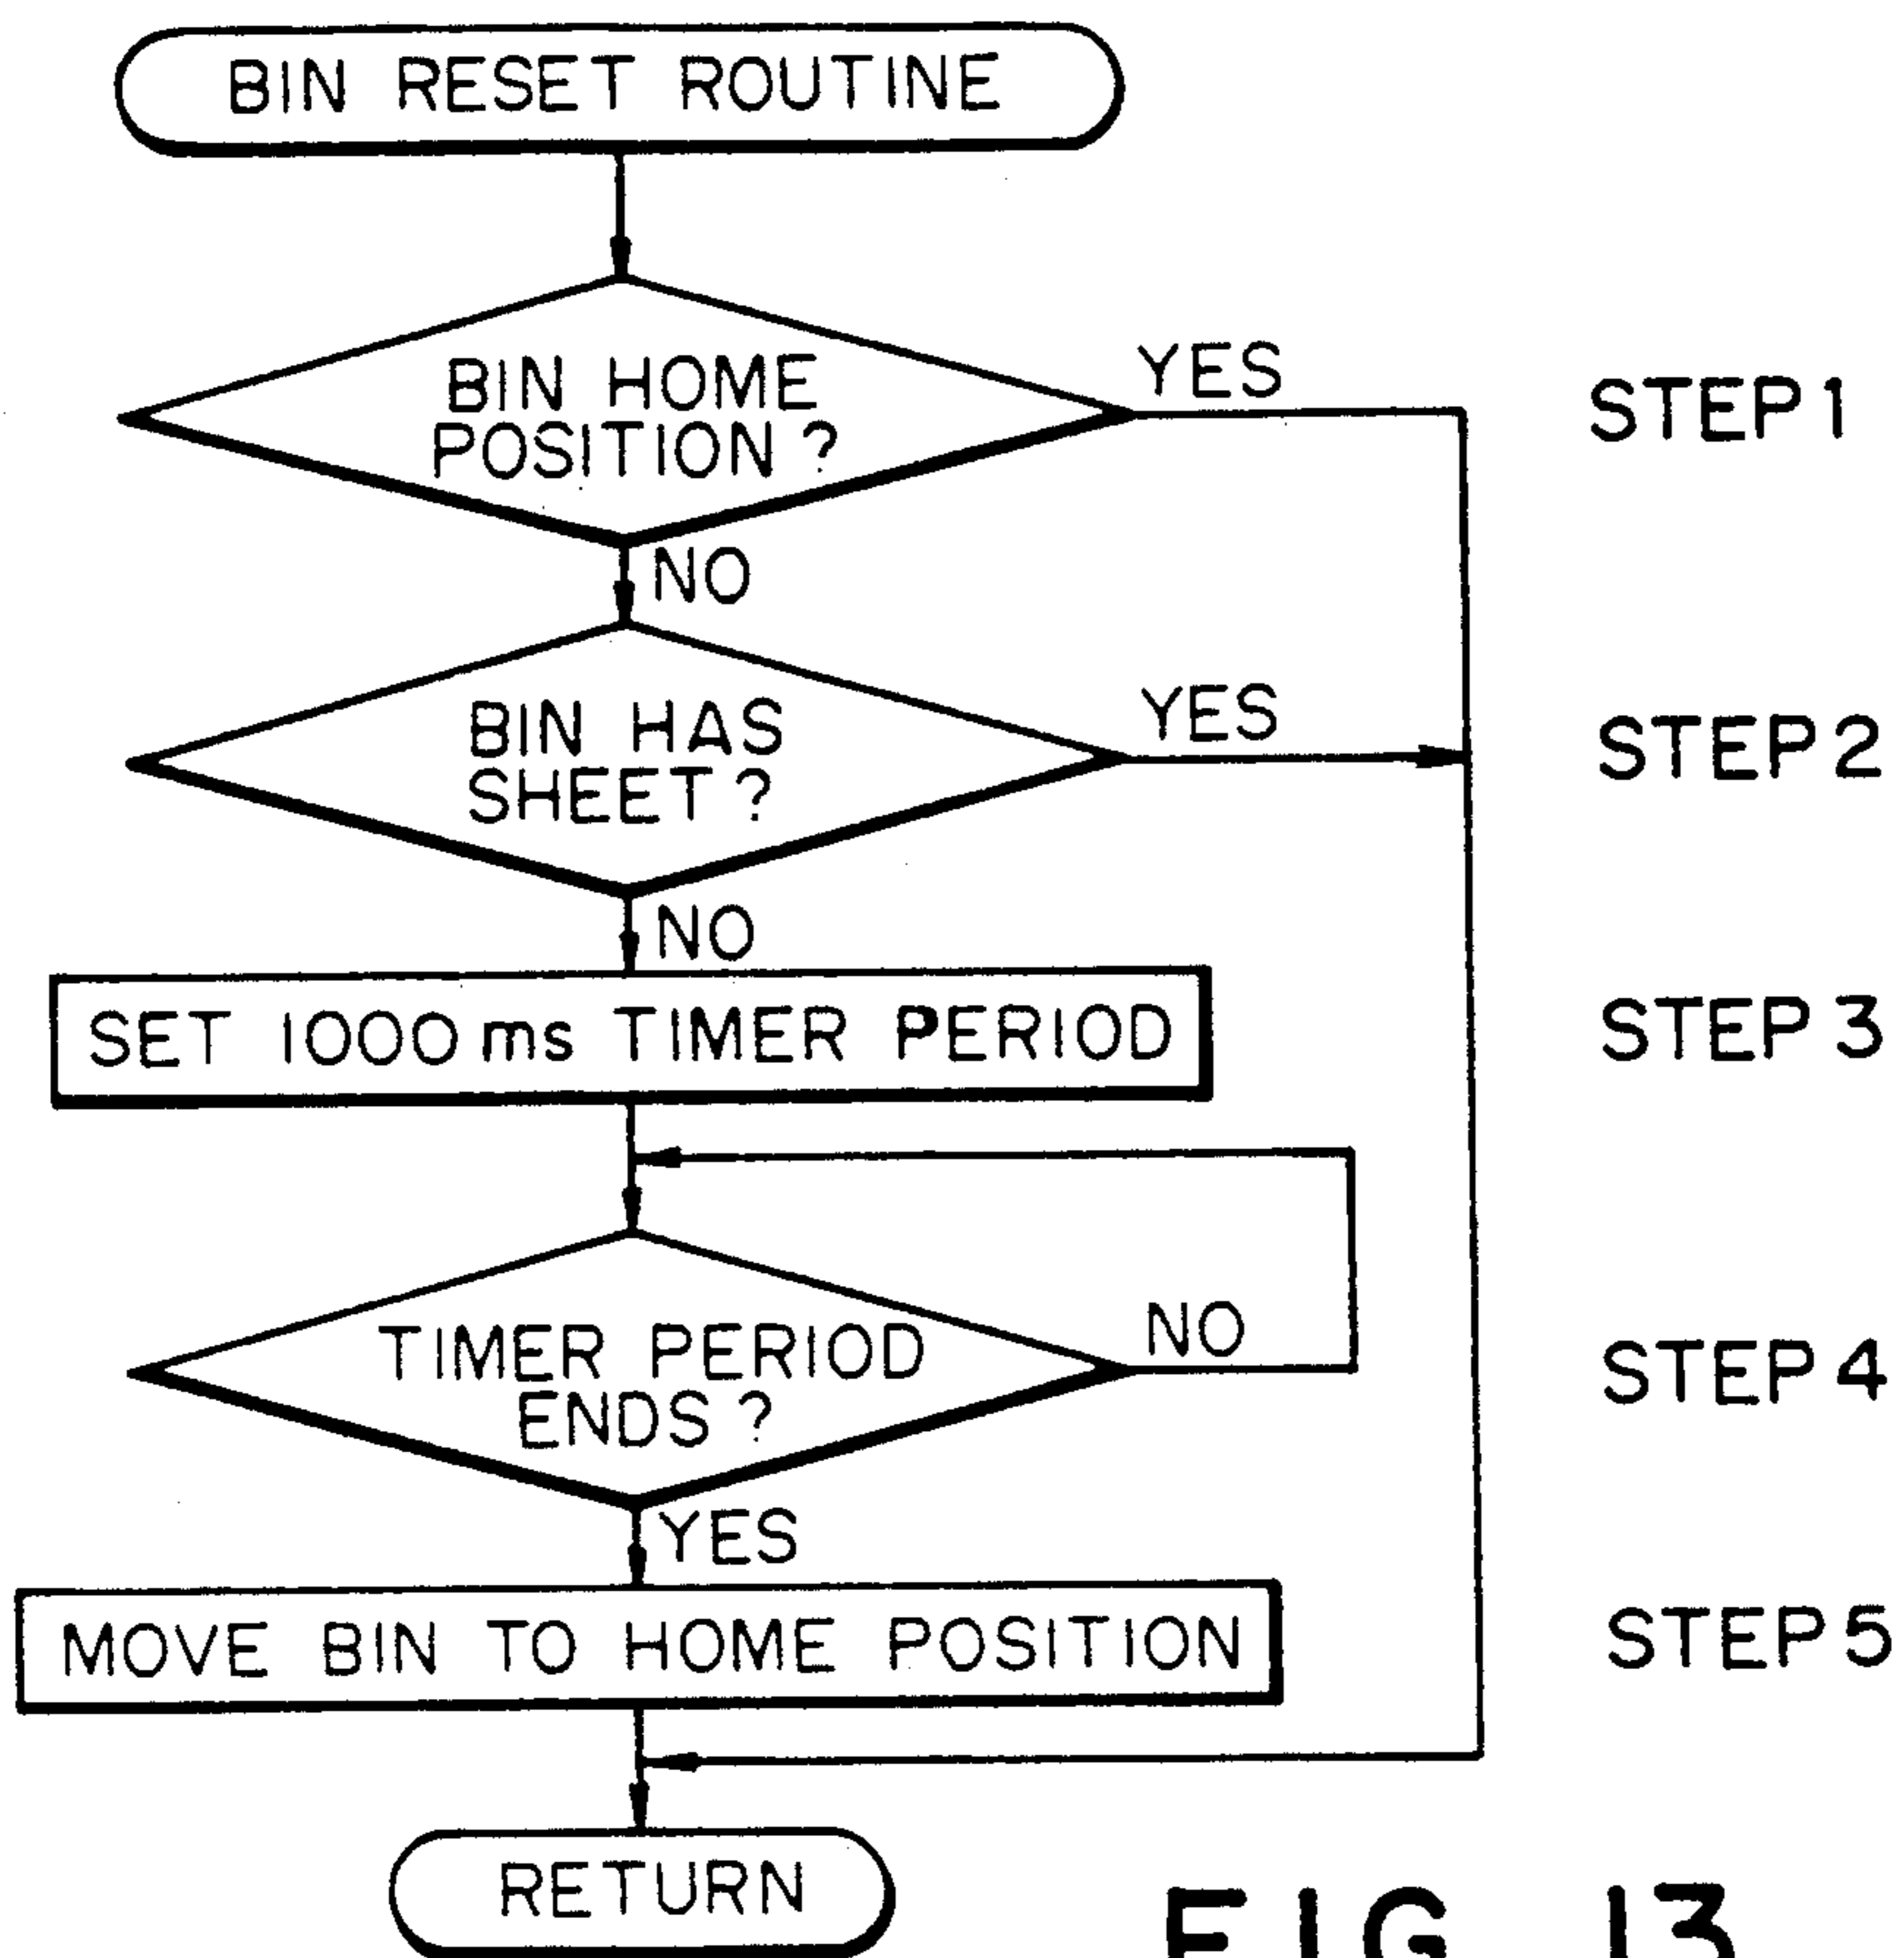 BIN RESET ROUTINE
BIN HOME
POSITION ?
YES
STEP 1
NO
BIN HAS
SHEET ?
YES
STEP 2
NO
SET 1000 ms TIMER PERIOD
STEP 3
TIMER PERIOD
ENDS ?
NO
STEP 4
YES
MOVE BIN TO HOME POSITION
STEP 5
RETURN
FIG 13